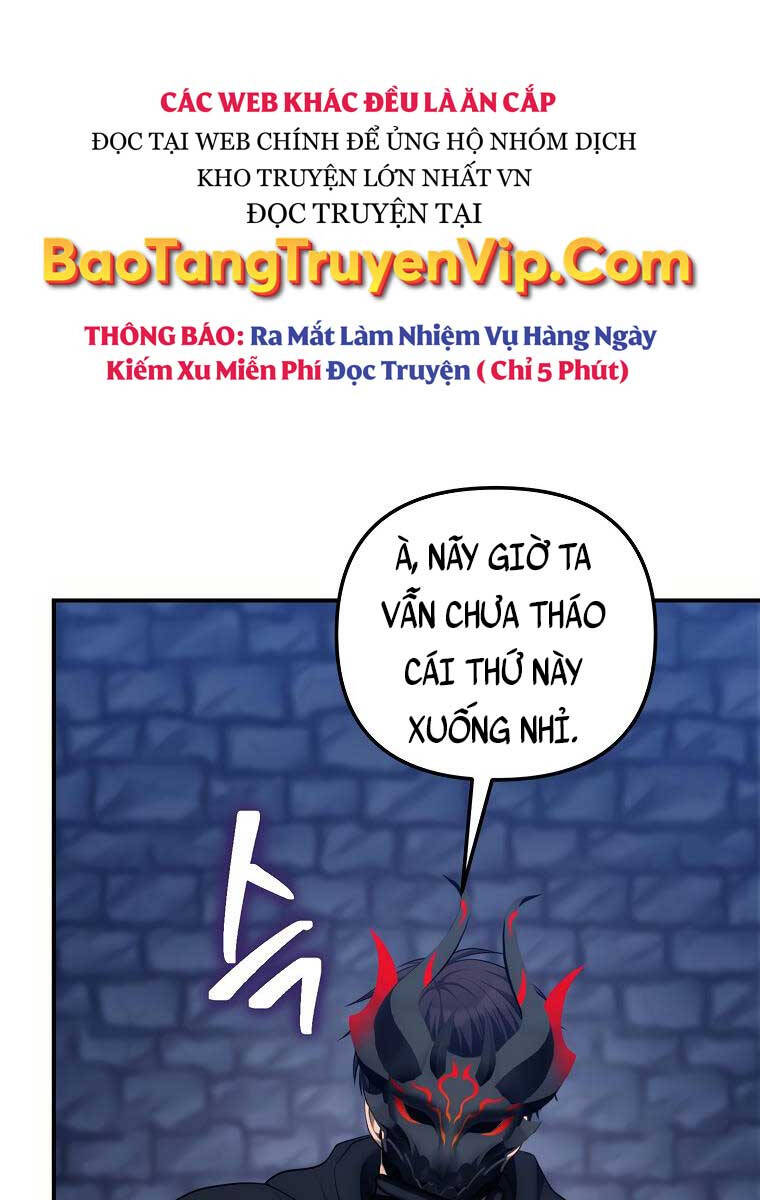 CÁC WEB KHÁC ĐỀU LÀ ĂN CẮP
ĐỌC TẠI WEB CHÍNH ĐỂ ỦNG HỘ NHÓM DỊCH
KHO TRUYỆN LỚN NHẤT VN
ĐỌC TRUYỆN TẠI
BaoTangTruyenVip.Com
THÔNG BÁO: Ra Mắt Làm Nhiệm Vụ Hàng Ngày
Kiếm Xu Miễn Phí Đọc Truyện ( Chỉ 5 Phút)
À, NÃY GIỜ TA
VẪN CHƯA THÁO
CÁI THỨ NÀY
XUỐNG NHỈ.
스윽